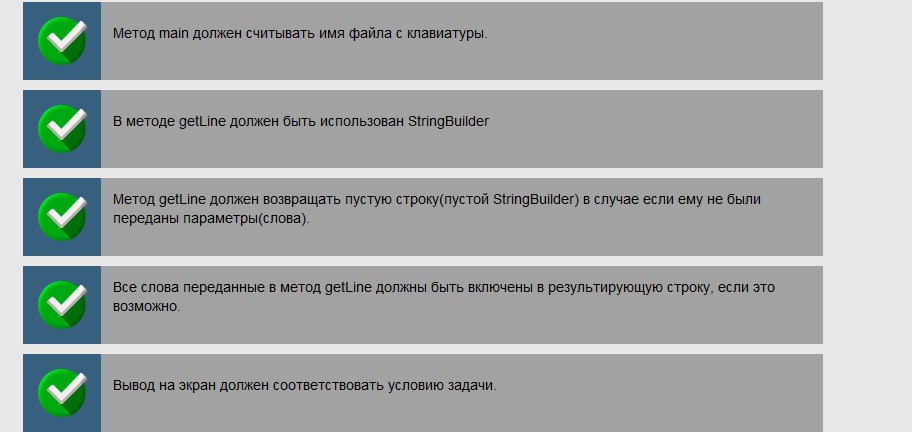 Метод main должен считывать имя файла с клавиатуры.
В методе getLine должен быть использован StringBuilder
Метод getLine должен возвращать пустую строку(пустой StringBuilder) в случае если ему не были
переданы параметры(слова).
Все слова переданные в метод getLine должны быть включены в результирующую строку, если это
возможно.
Вывод на экран должен соответствовать условию задачи.